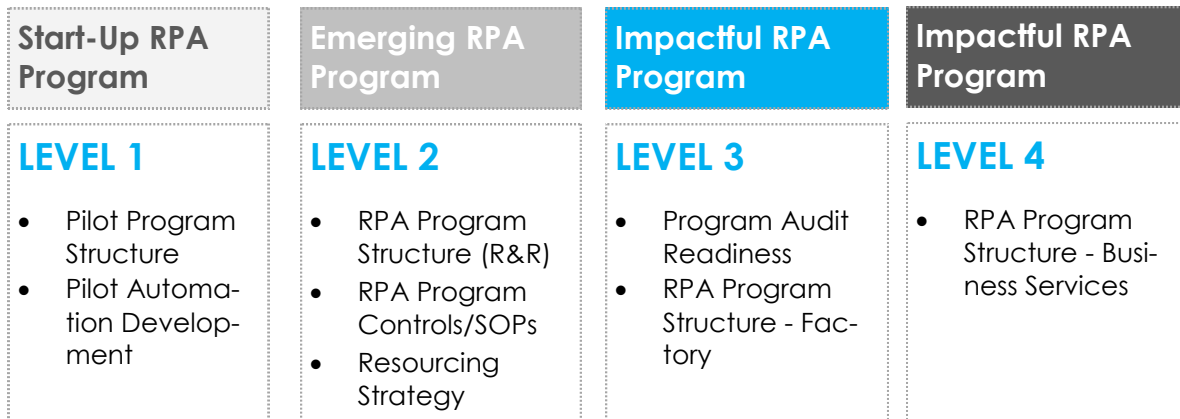 Start-Up RPA
Program
Emerging RPA
Program
Impactful RPA
Program
Impactful RPA
Program
LEVEL 1
• Pilot Program
Structure
• Pilot Automa-
tion Develop-
ment
LEVEL 2
• RPA Program
Structure (R&R)
• RPA Program
Controls/SOPs
• Resourcing
Strategy
LEVEL 3
• Program Audit
Readiness
• RPA Program
Structure - Fac-
tory
LEVEL 4
• RPA Program
Structure - Busi-
ness Services